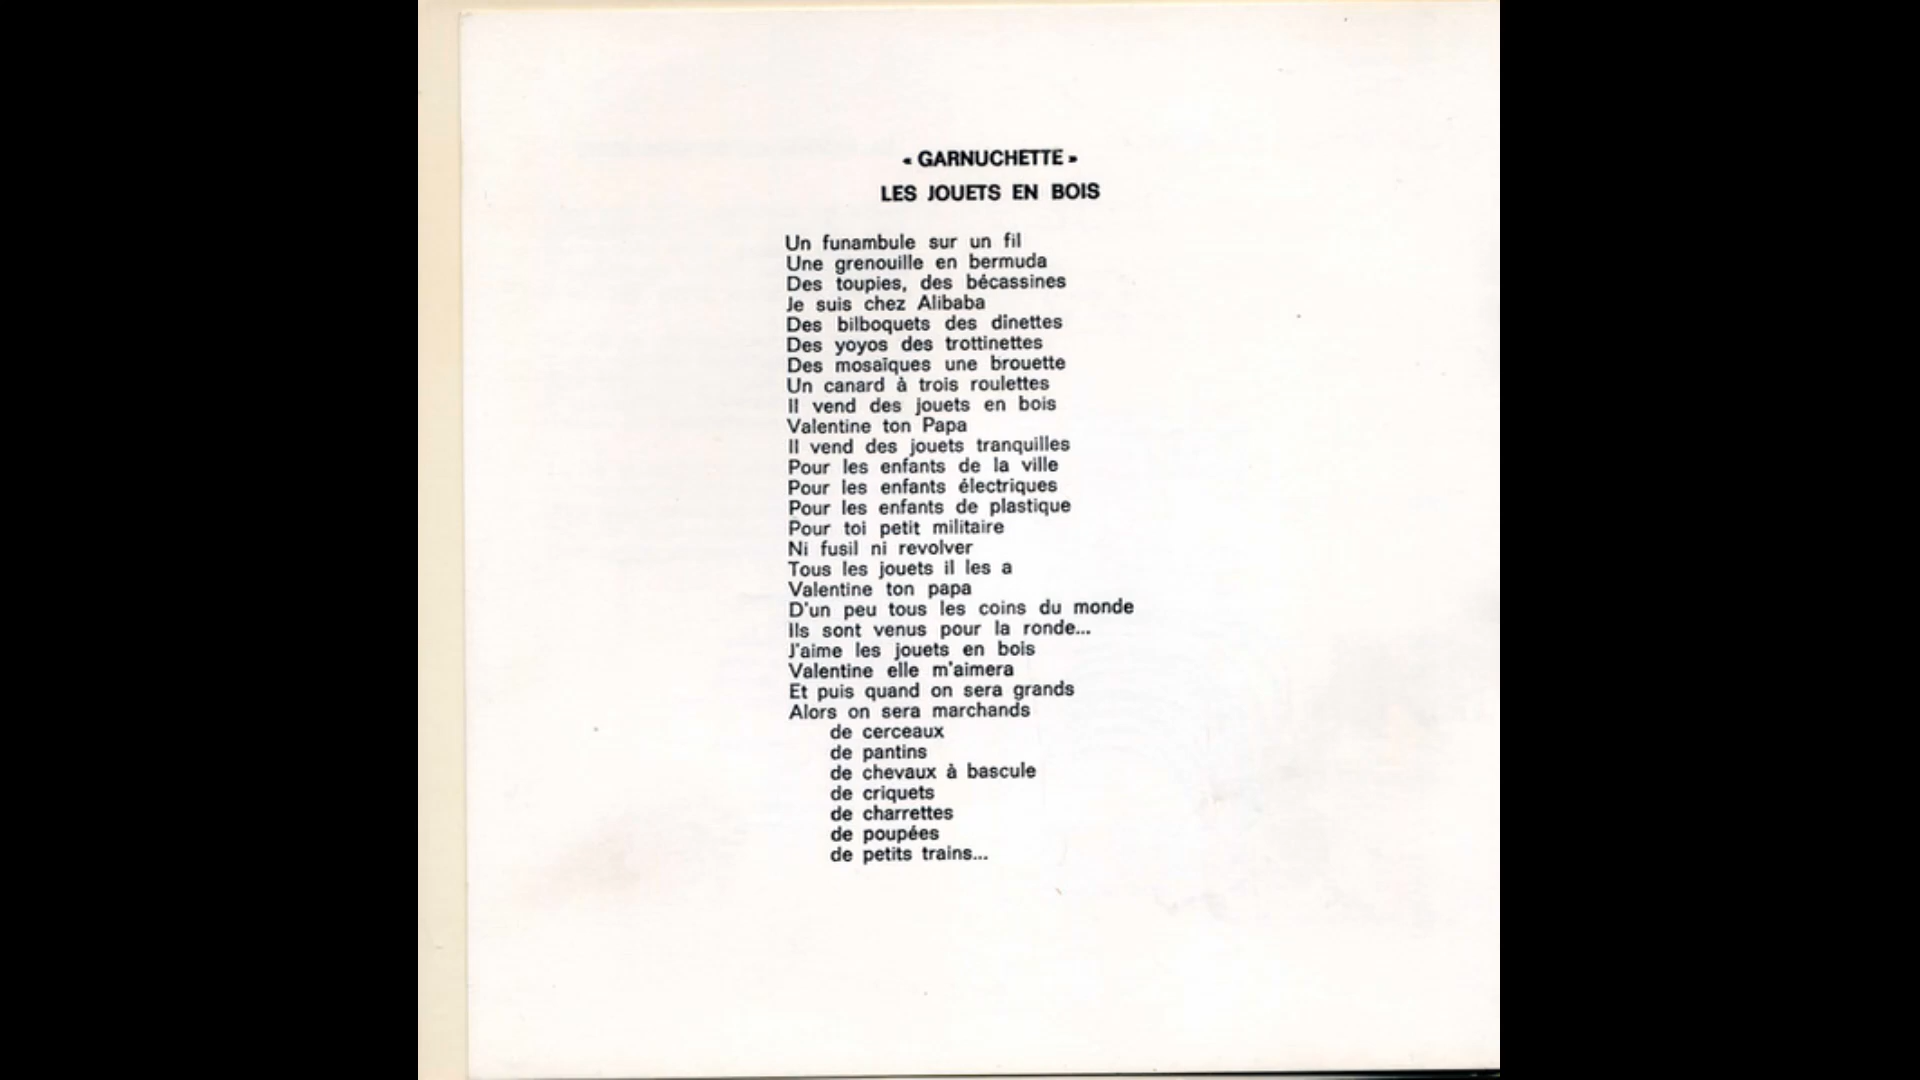 « GARNUCHETTE »
LES JOUETS EN BOIS
Un funambule sur un fil
Une grenouille en bermuda
Des toupies, des bécassines
Je suis chez Alibaba
Des bilboquets des dînettes
Des yoyos des trottinettes
Des mosaïques une brouette
Un canard à trois roulettes
Il vend des jouets en bois
Valentine ton Papa
Il vend des jouets tranquilles
Pour les enfants de la ville
Pour les enfants électriques
Pour les enfants de plastique
Pour toi petit militaire
Ni fusil ni revolver
Tous les jouets il les a
Valentine ton papa
D'un peu tous les coins du monde
Ils sont venus pour la ronde...
J'aime les jouets en bois
Valentine elle m'aimera
Et puis quand on sera grands
Alors on sera marchands
de cerceaux
de pantins
de chevaux à bascule
de criquets
de charrettes
de poupées
de petits trains...